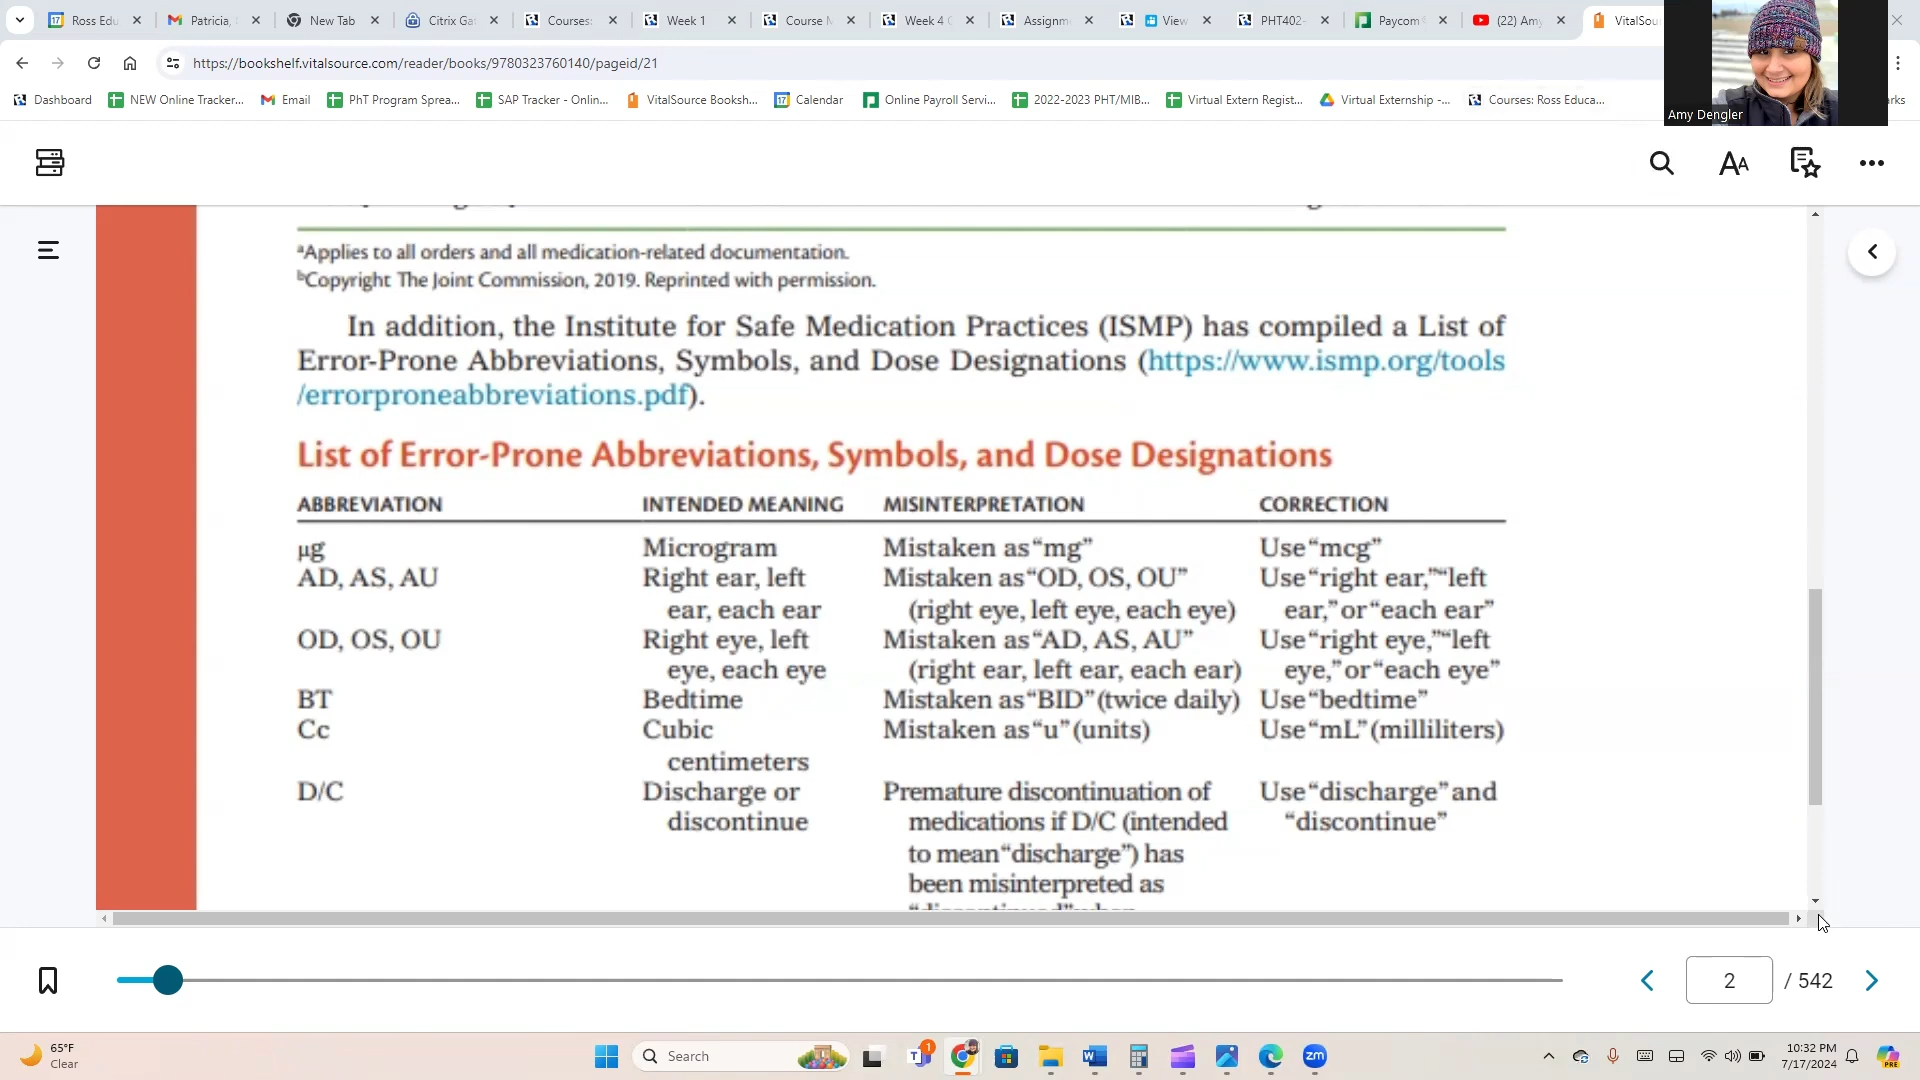 Ross Edu
Patricia,
New Tab
Citrix Ga
Courses:
Week 1
Course M
Week 4 C
Assignm
View
PHT402-
Paycom
(22) Amy
VitalSou
https://bookshelf.vitalsource.com/reader/books/9780323760140/pageid/21
Dashboard
NEW Online Tracker...
Email
PhT Program Sprea...
SAP Tracker - Onlin...
VitalSource Booksh...
Calendar
Online Payroll Servi...
2022-2023 PHT/MIB...
Virtual Extern Regist...
Virtual Externship -...
Courses: Ross Educa...
arks
Amy Dengler
AA
ᵃApplies to all orders and all medication-related documentation.
ᵇCopyright The Joint Commission, 2019. Reprinted with permission.
In addition, the Institute for Safe Medication Practices (ISMP) has compiled a List of
Error-Prone Abbreviations, Symbols, and Dose Designations (https://www.ismp.org/tools
/errorproneabbreviations.pdf).
List of Error-Prone Abbreviations, Symbols, and Dose Designations
ABBREVIATION INTENDED MEANING MISINTERPRETATION CORRECTION
µg Microgram Mistaken as “mg” Use “mcg”
AD, AS, AU Right ear, left Mistaken as “OD, OS, OU” Use “right ear,” “left
ear, each ear (right eye, left eye, each eye) ear,” or “each ear”
OD, OS, OU Right eye, left Mistaken as “AD, AS, AU” Use “right eye,” “left
eye, each eye (right ear, left ear, each ear) eye,” or “each eye”
BT Bedtime Mistaken as “BID” (twice daily) Use “bedtime”
Cc Cubic Mistaken as “u” (units) Use “mL” (milliliters)
centimeters
D/C Discharge or Premature discontinuation of Use “discharge” and
discontinue medications if D/C (intended “discontinue”
to mean “discharge”) has
been misinterpreted as
2 / 542
65°F
Clear
Search
1
zm
PRE
10:32 PM
7/17/2024